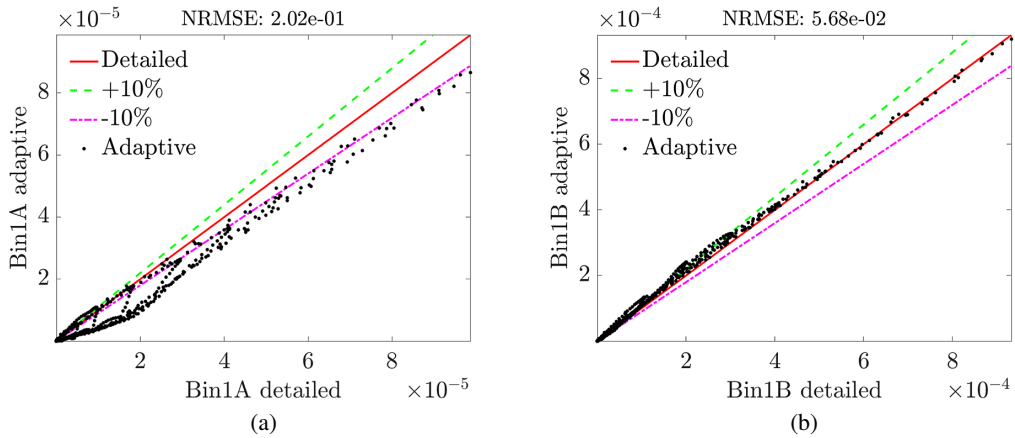 ×10⁻⁵ NRMSE: 2.02e-01
Detailed
+10%
-10%
Adaptive
8
6
4
2
Bin1A adaptive
2 4 6 8
Bin1A detailed ×10⁻⁵
(a)
×10⁻⁴ NRMSE: 5.68e-02
Detailed
+10%
-10%
Adaptive
8
6
4
2
Bin1B adaptive
2 4 6 8
Bin1B detailed ×10⁻⁴
(b)